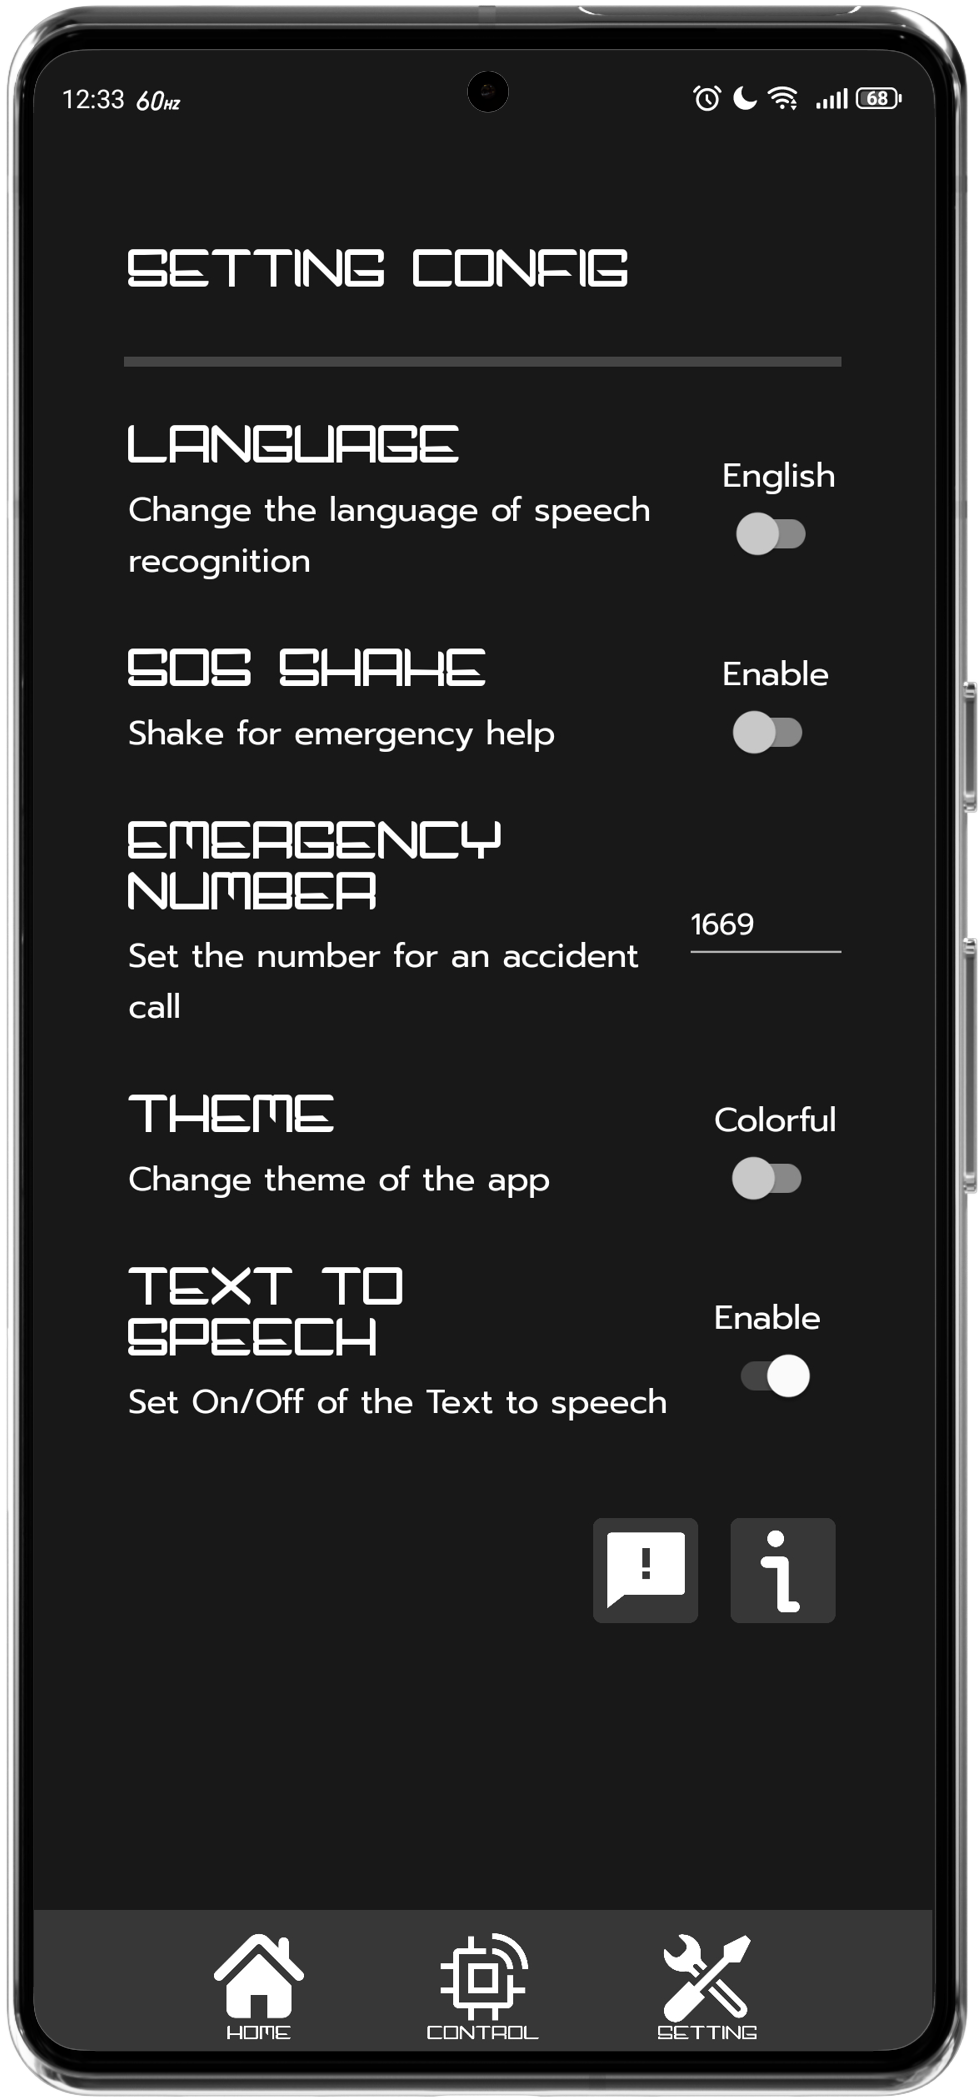 12:33 60HZ
68
SETTING CONFIG
LANGUAGE
English
Change the language of speech
recognition
SOS SHAKE
Enable
Shake for emergency help
EMERGENCY
NUMBER
1669
Set the number for an accident
call
THEME
Colorful
Change theme of the app
TEXT TO
SPEECH
Enable
Set On/Off of the Text to speech
HOME
CONTROL
SETTING